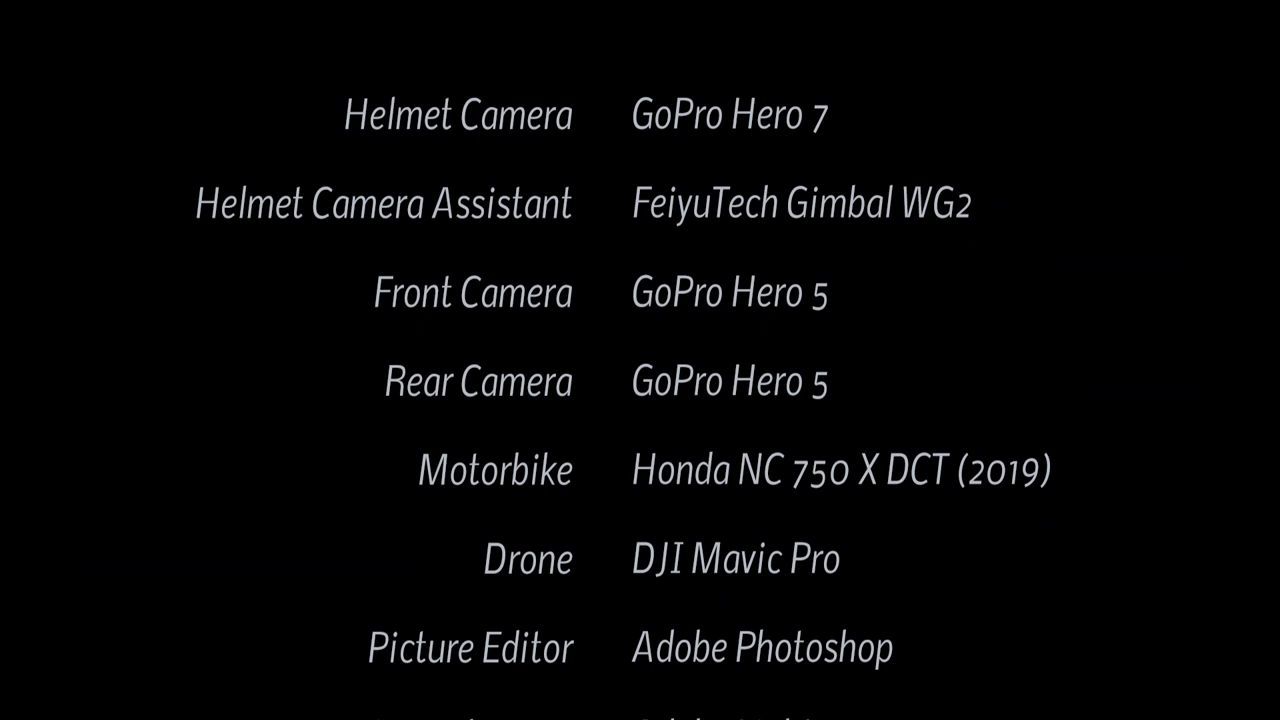 Helmet Camera GoPro Hero 7
Helmet Camera Assistant FeiyuTech Gimbal WG2
Front Camera GoPro Hero 5
Rear Camera GoPro Hero 5
Motorbike Honda NC 750 X DCT (2019)
Drone DJI Mavic Pro
Picture Editor Adobe Photoshop